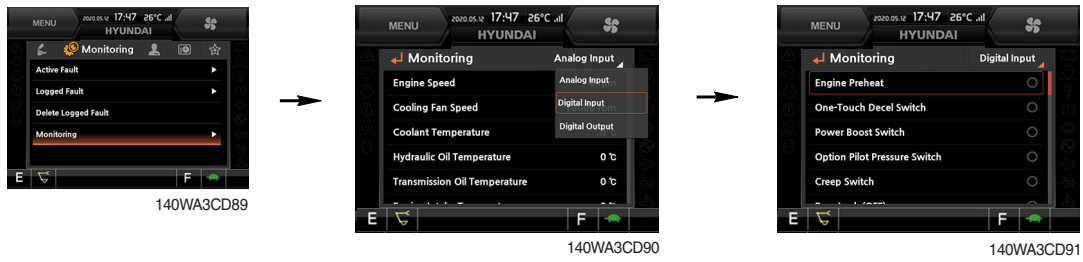 MENU
2020.05.12 17:47 26°C
HYUNDAI
Monitoring
Active Fault
Logged Fault
Delete Logged Fault
Monitoring
E
F
140WA3CD89
MENU
2020.05.12 17:47 26°C
HYUNDAI
Monitoring
Analog Input
Engine Speed
Analog Input
Cooling Fan Speed
Digital Input
Coolant Temperature
Digital Output
Hydraulic Oil Temperature 0 ℃
Transmission Oil Temperature 0 ℃
E
F
140WA3CD90
MENU
2020.05.12 17:47 26°C
HYUNDAI
Monitoring
Digital Input
Engine Preheat
One-Touch Decel Switch
Power Boost Switch
Option Pilot Pressure Switch
Creep Switch
E
F
140WA3CD91